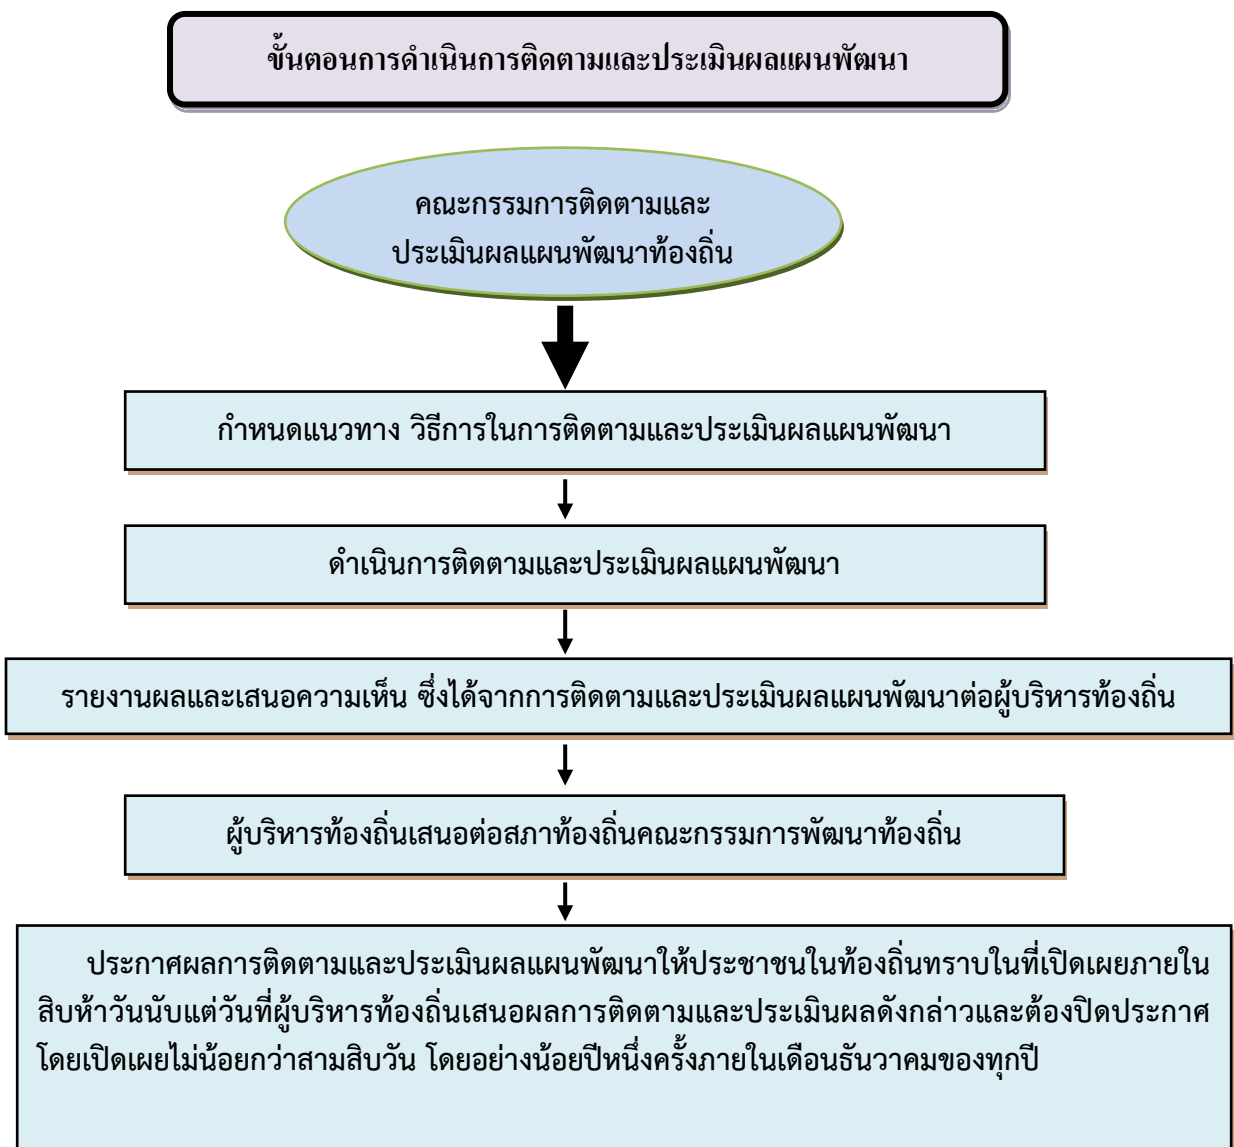 ขั้นตอนการดำเนินการติดตามและประเมินผลแผนพัฒนา
คณะกรรมการติดตามและ
ประเมินผลแผนพัฒนาท้องถิ่น
กำหนดแนวทาง วิธีการในการติดตามและประเมินผลแผนพัฒนา
ดำเนินการติดตามและประเมินผลแผนพัฒนา
รายงานผลและเสนอความเห็น ซึ่งได้จากการติดตามและประเมินผลแผนพัฒนาต่อผู้บริหารท้องถิ่น
ผู้บริหารท้องถิ่นเสนอต่อสภาท้องถิ่นคณะกรรมการพัฒนาท้องถิ่น
ประกาศผลการติดตามและประเมินผลแผนพัฒนาให้ประชาชนในท้องถิ่นทราบในที่เปิดเผยภายใน
สิบห้าวันนับแต่วันที่ผู้บริหารท้องถิ่นเสนอผลการติดตามและประเมินผลดังกล่าวและต้องปิดประกาศ
โดยเปิดเผยไม่น้อยกว่าสามสิบวัน โดยอย่างน้อยปีหนึ่งครั้งภายในเดือนธันวาคมของทุกปี